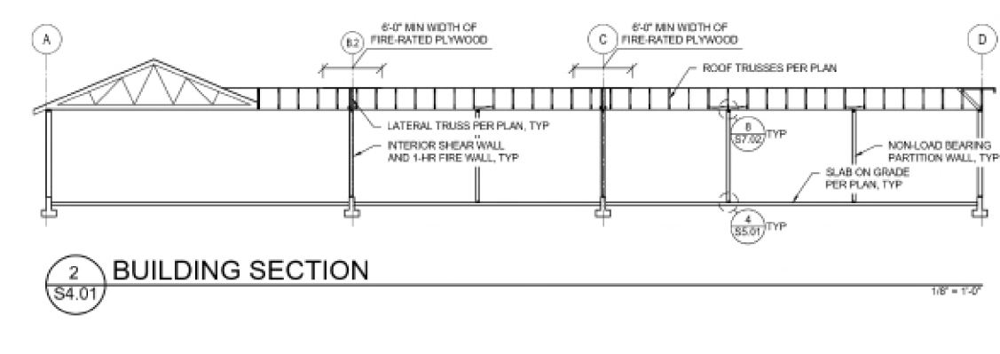 A
B.2
6'-0" MIN WIDTH OF
FIRE-RATED PLYWOOD
C
6'-0" MIN WIDTH OF
FIRE-RATED PLYWOOD
D
ROOF TRUSSES PER PLAN
LATERAL TRUSS PER PLAN, TYP
INTERIOR SHEAR WALL
AND 1-HR FIRE WALL, TYP
8
S7.02
TYP
NON-LOAD BEARING
PARTITION WALL, TYP
SLAB ON GRADE
PER PLAN, TYP
4
S5.01
TYP
2
S4.01
BUILDING SECTION
1/8" = 1'-0"